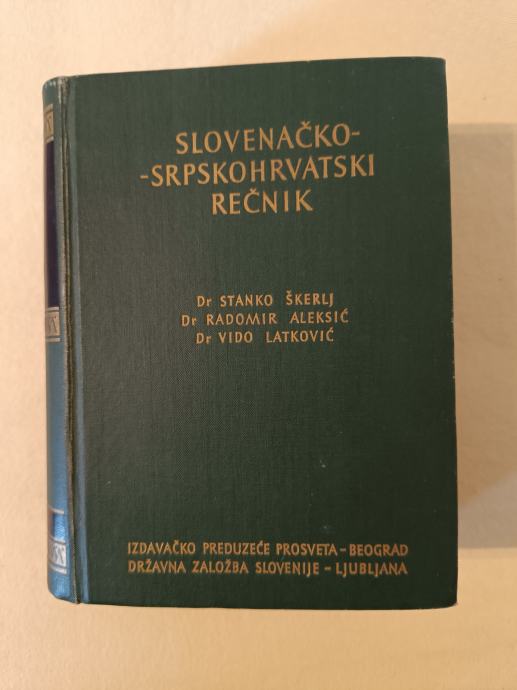 SLOVENAČKO-
-SRPSKOHRVATSKI
REČNIK
Dr STANKO ŠKERLJ
Dr RADOMIR ALEKSIĆ
Dr VIDO LATKOVIĆ
IZDAVAČKO PREDUZEĆE PROSVETA – BEOGRAD
DRŽAVNA ZALOŽBA SLOVENIJE – LJUBLJANA